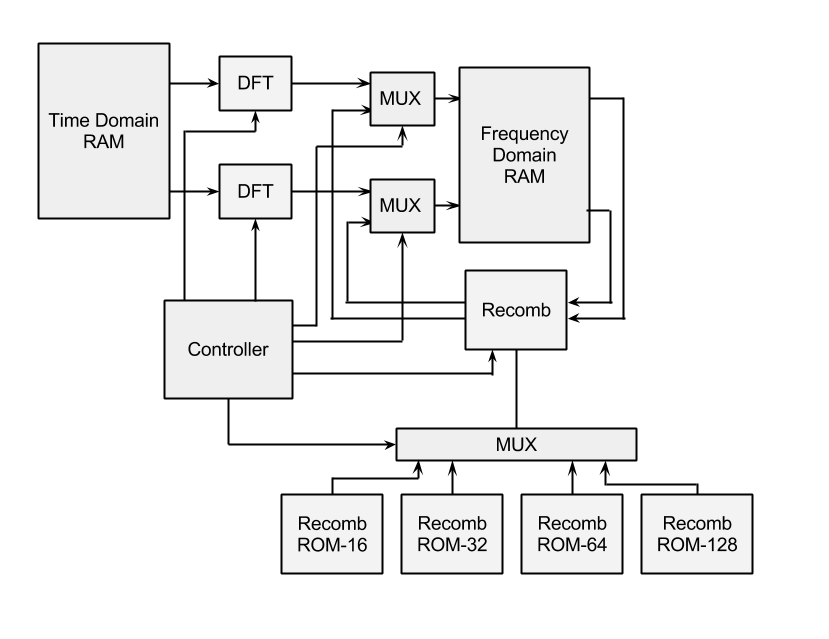 Time Domain
RAM
DFT
MUX
Frequency
Domain
RAM
DFT
MUX
Recomb
Controller
MUX
Recomb
ROM-16
Recomb
ROM-32
Recomb
ROM-64
Recomb
ROM-128